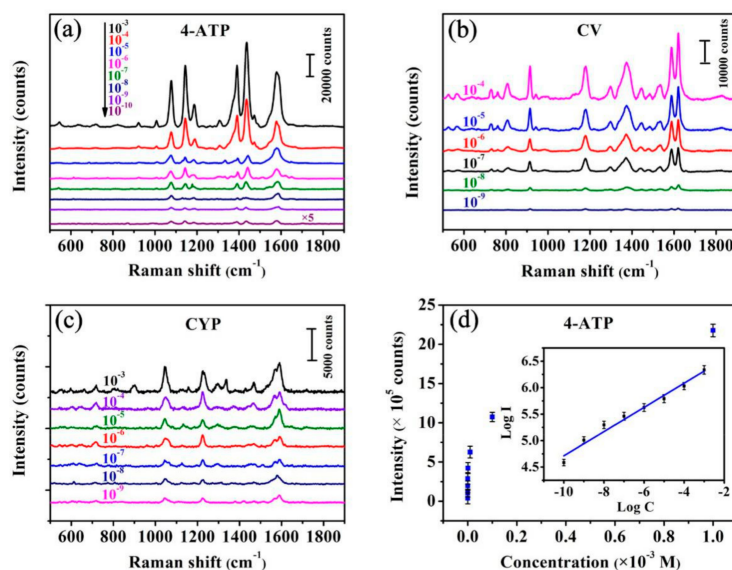 (a)
4-ATP
10-3
10-4
10-5
10-6
10-7
10-8
10-9
10-10
20000 counts
×5
Intensity (counts)
600 800 1000 1200 1400 1600 1800
Raman shift (cm-1)
(b)
CV
10000 counts
10-4
10-5
10-6
10-7
10-8
10-9
Intensity (counts)
600 800 1000 1200 1400 1600 1800
Raman shift (cm-1)
(c)
CYP
5000 counts
10-3
10-4
10-5
10-6
10-7
10-8
10-9
Intensity (counts)
600 800 1000 1200 1400 1600 1800
Raman shift (cm-1)
(d)
4-ATP
25
20
15
10
5
0
Intensity (× 105 counts)
0.0 0.2 0.4 0.6 0.8 1.0
Concentration (×10-3 M)
6.5
6.0
5.5
5.0
4.5
Log I
-10 -8 -6 -4 -2
Log C